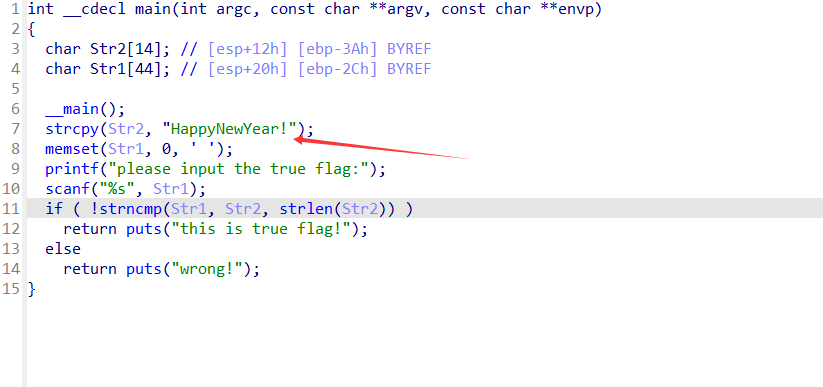 1 int __cdecl main(int argc, const char **argv, const char **envp)
2 {
3   char Str2[14]; // [esp+12h] [ebp-3Ah] BYREF
4   char Str1[44]; // [esp+20h] [ebp-2Ch] BYREF
5
6   __main();
7   strcpy(Str2, "HappyNewYear!");
8   memset(Str1, 0, ' ');
9   printf("please input the true flag:");
10   scanf("%s", Str1);
11   if ( !strncmp(Str1, Str2, strlen(Str2)) )
12     return puts("this is true flag!");
13   else
14     return puts("wrong!");
15 }